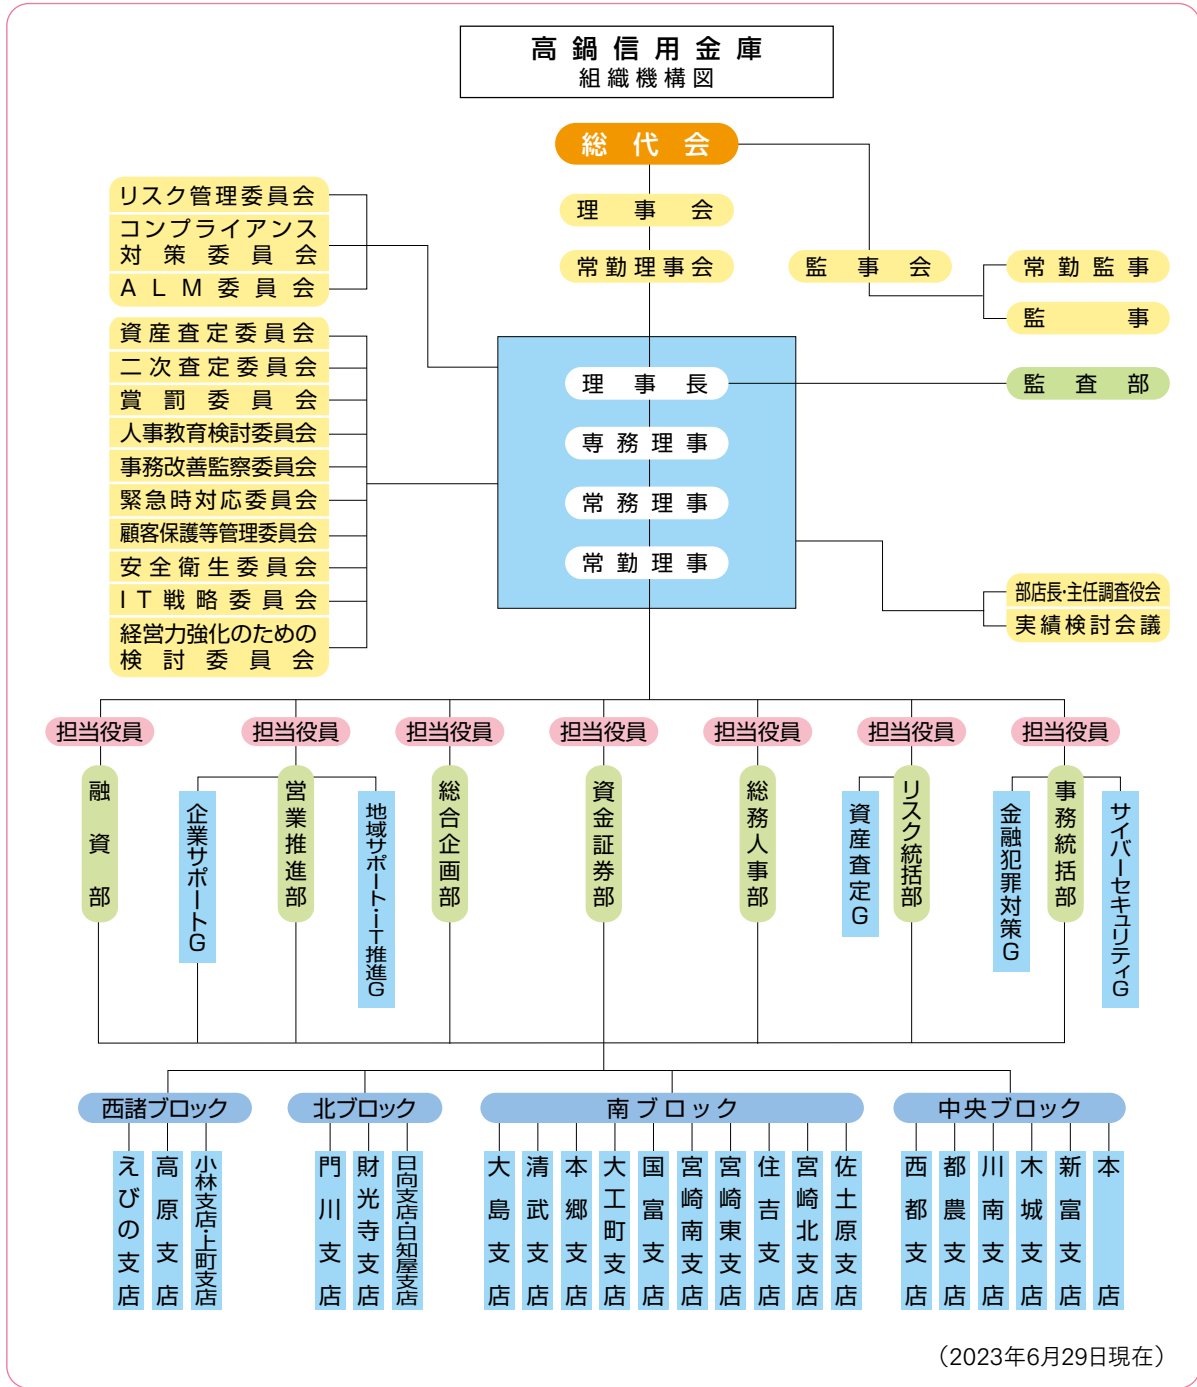 高鍋信用金庫
組織機構図
総代会
理事会
常勤理事会
監事会
常勤監事
監事
リスク管理委員会
コンプライアンス
対策委員会
ALM委員会
資産査定委員会
二次査定委員会
賞罰委員会
人事教育検討委員会
事務改善監察委員会
緊急時対応委員会
顧客保護等管理委員会
安全衛生委員会
IT戦略委員会
経営力強化のための
検討委員会
理事長
専務理事
常務理事
常勤理事
監査部
部店長・主任調査役会
実績検討会議
担当役員
担当役員
担当役員
担当役員
担当役員
担当役員
担当役員
融資部
企業サポートG
営業推進部
地域サポート・IT推進G
総合企画部
資金証券部
総務人事部
資産査定G
リスク統括部
金融犯罪対策G
事務統括部
サイバーセキュリティG
西諸ブロック
北ブロック
南ブロック
中央ブロック
えびの支店
高原支店
小林支店・上町支店
門川支店
財光寺支店
日向支店・日知屋支店
大島支店
清武支店
本郷支店
大工町支店
国富支店
宮崎南支店
宮崎東支店
住吉支店
宮崎北支店
佐土原支店
西都支店
都農支店
川南支店
木城支店
新富支店
本店
（2023年6月29日現在）